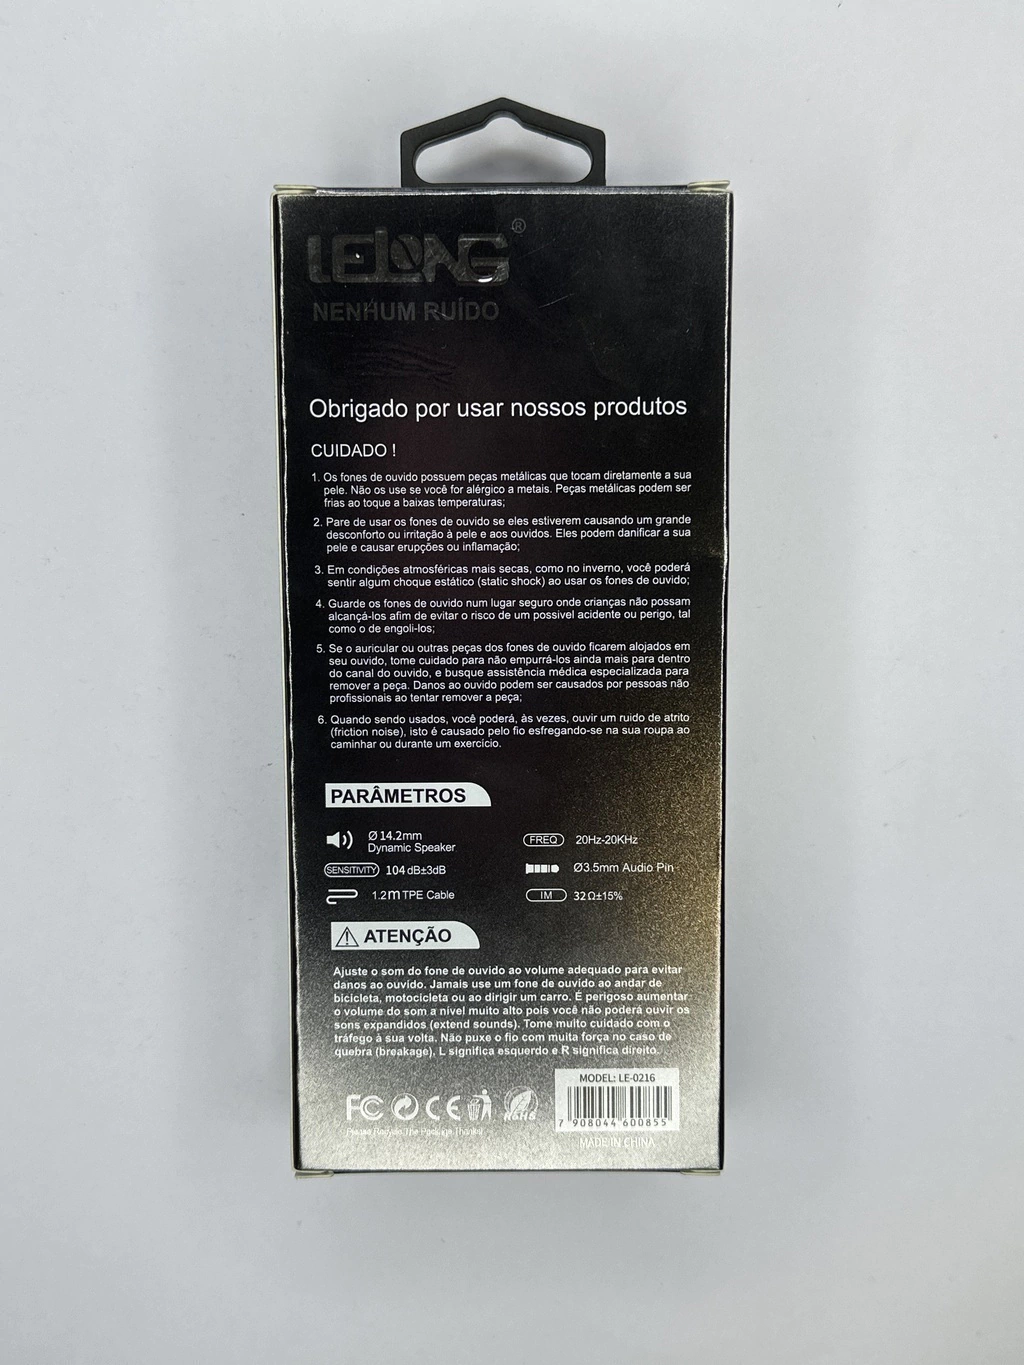 LELONG®
NENHUM RUÍDO
Obrigado por usar nossos produtos
CUIDADO !
1. Os fones de ouvido possuem peças metálicas que tocam diretamente a sua
pele. Não os use se você for alérgico a metais. Peças metálicas podem ser
frias ao toque a baixas temperaturas;
2. Pare de usar os fones de ouvido se eles estiverem causando um grande
desconforto ou irritação à pele e aos ouvidos. Eles podem danificar a sua
pele e causar erupções ou inflamação;
3. Em condições atmosféricas mais secas, como no inverno, você poderá
sentir algum choque estático (static shock) ao usar os fones de ouvido;
4. Guarde os fones de ouvido num lugar seguro onde crianças não possam
alcançá-los afim de evitar o risco de um possivel acidente ou perigo, tal
como o de engoli-los;
5. Se o auricular ou outras peças dos fones de ouvido ficarem alojados em
seu ouvido, tome cuidado para não empurrá-los ainda mais para dentro
do canal do ouvido, e busque assistência médica especializada para
remover a peça. Danos ao ouvido podem ser causados por pessoas não
profissionais ao tentar remover a peça;
6. Quando sendo usados, você poderá, às vezes, ouvir um ruido de atrito
(friction noise), isto é causado pelo fio esfregando-se na sua roupa ao
caminhar ou durante um exercicio.
PARÂMETROS
Ø 14.2mm
Dynamic Speaker
FREQ 20Hz-20KHz
SENSITIVITY 104 dB±3dB
Ø3.5mm Audio Pin
1.2m TPE Cable
IM 32Ω±15%
ATENÇÃO
Ajuste o som do fone de ouvido ao volume adequado para evitar
danos ao ouvido. Jamais use um fone de ouvido ao andar de
bicicleta, motocicleta ou ao dirigir um carro. É perigoso aumentar
o volume do som a nivel muito alto pois você não poderá ouvir os
sons expandidos (extend sounds). Tome muito cuidado com o
tráfego à sua volta. Não puxe o fio com muita força no caso de
quebra (breakage), L significa esquerdo e R significa direito.
MODEL: LE-0216
FC CE RoHS
7 908044 600855
Please Recycle The Package Thanks!
MADE IN CHINA